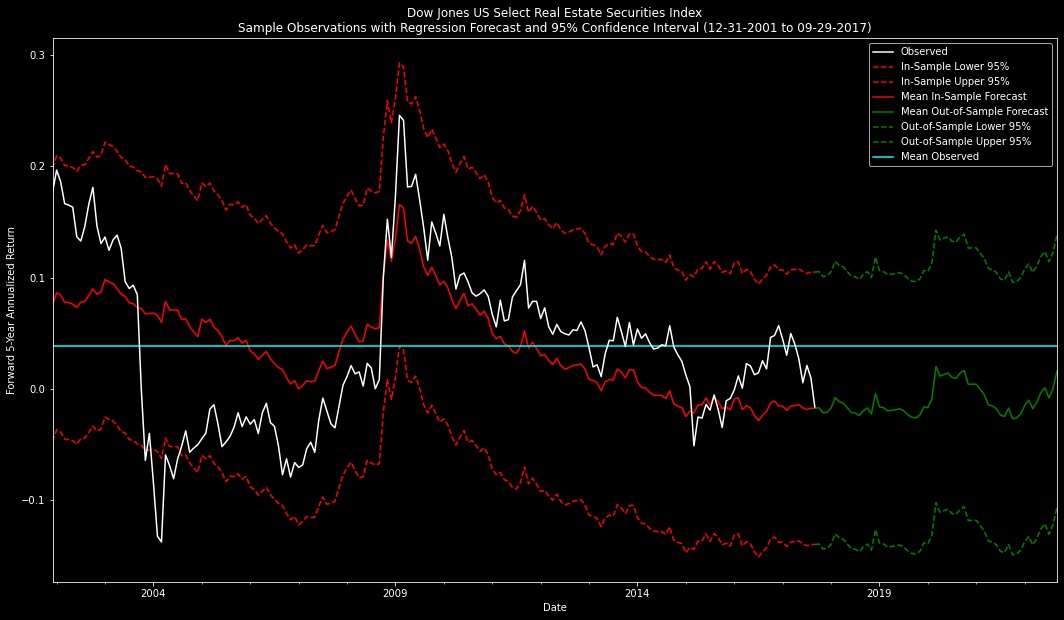 Dow Jones US Select Real Estate Securities Index
Sample Observations with Regression Forecast and 95% Confidence Interval (12-31-2001 to 09-29-2017)
0.3
0.2
0.1
0.0
−0.1
Forward 5-Year Annualized Return
Observed
In-Sample Lower 95%
In-Sample Upper 95%
Mean In-Sample Forecast
Mean Out-of-Sample Forecast
Out-of-Sample Lower 95%
Out-of-Sample Upper 95%
Mean Observed
2004
2009
2014
2019
Date